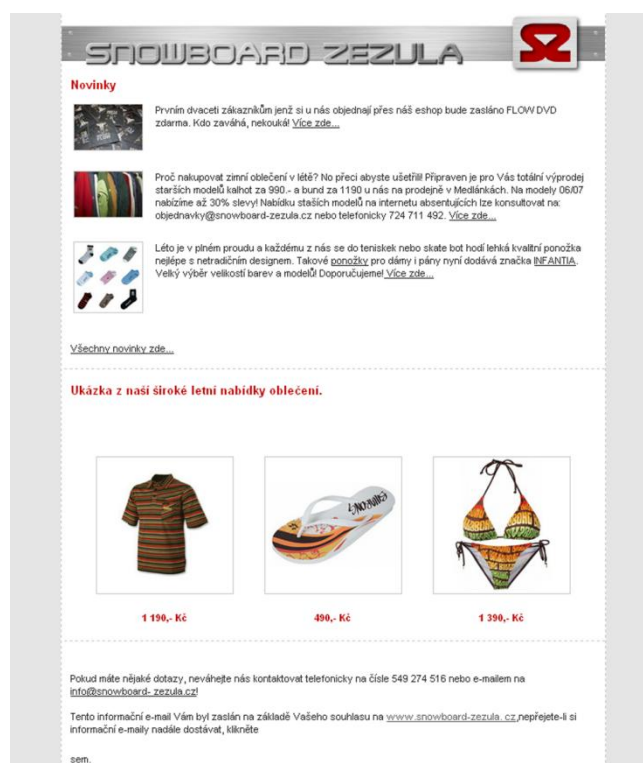 SNOWBOARD ZEZULA
Novinky
Prvním dvaceti zákazníkům jenž si u nás objednají přes náš eshop bude zasláno FLOW DVD
zdarma. Kdo zaváhá, nekouká! Více zde...
Proč nakupovat zimní oblečení v létě? No přeci abyste ušetřili! Připraven je pro Vás totální výprodej
starších modelů kalhot za 990.- a bund za 1190 u nás na prodejně v Medlánkách. Na modely 06/07
nabízíme až 30% slevy! Nabídku staších modelů na internetu absentujících lze konsultovat na:
objednavky@snowboard-zezula.cz nebo telefonicky 724 711 492. Více zde...
Léto je v plném proudu a každému z nás se do tenisek nebo skate bot hodí lehká kvalitní ponožka
nejlépe s netradičním designem. Takové ponožky pro dámy i pány nyní dodává značka INFANTIA.
Velký výběr velikostí barev a modelů! Doporučujeme! Více zde...
Všechny novinky zde...
Ukázka z naší široké letní nabídky oblečení.
1 190,- Kč
490,- Kč
1 390,- Kč
Pokud máte nějaké dotazy, neváhejte nás kontaktovat telefonicky na čísle 549 274 516 nebo e-mailem na
info@snowboard- zezula.cz!
Tento informační e-mail Vám byl zaslán na základě Vašeho souhlasu na www.snowboard-zezula. cz,nepřejete-li si
informační e-maily nadále dostávat, klikněte
sem.